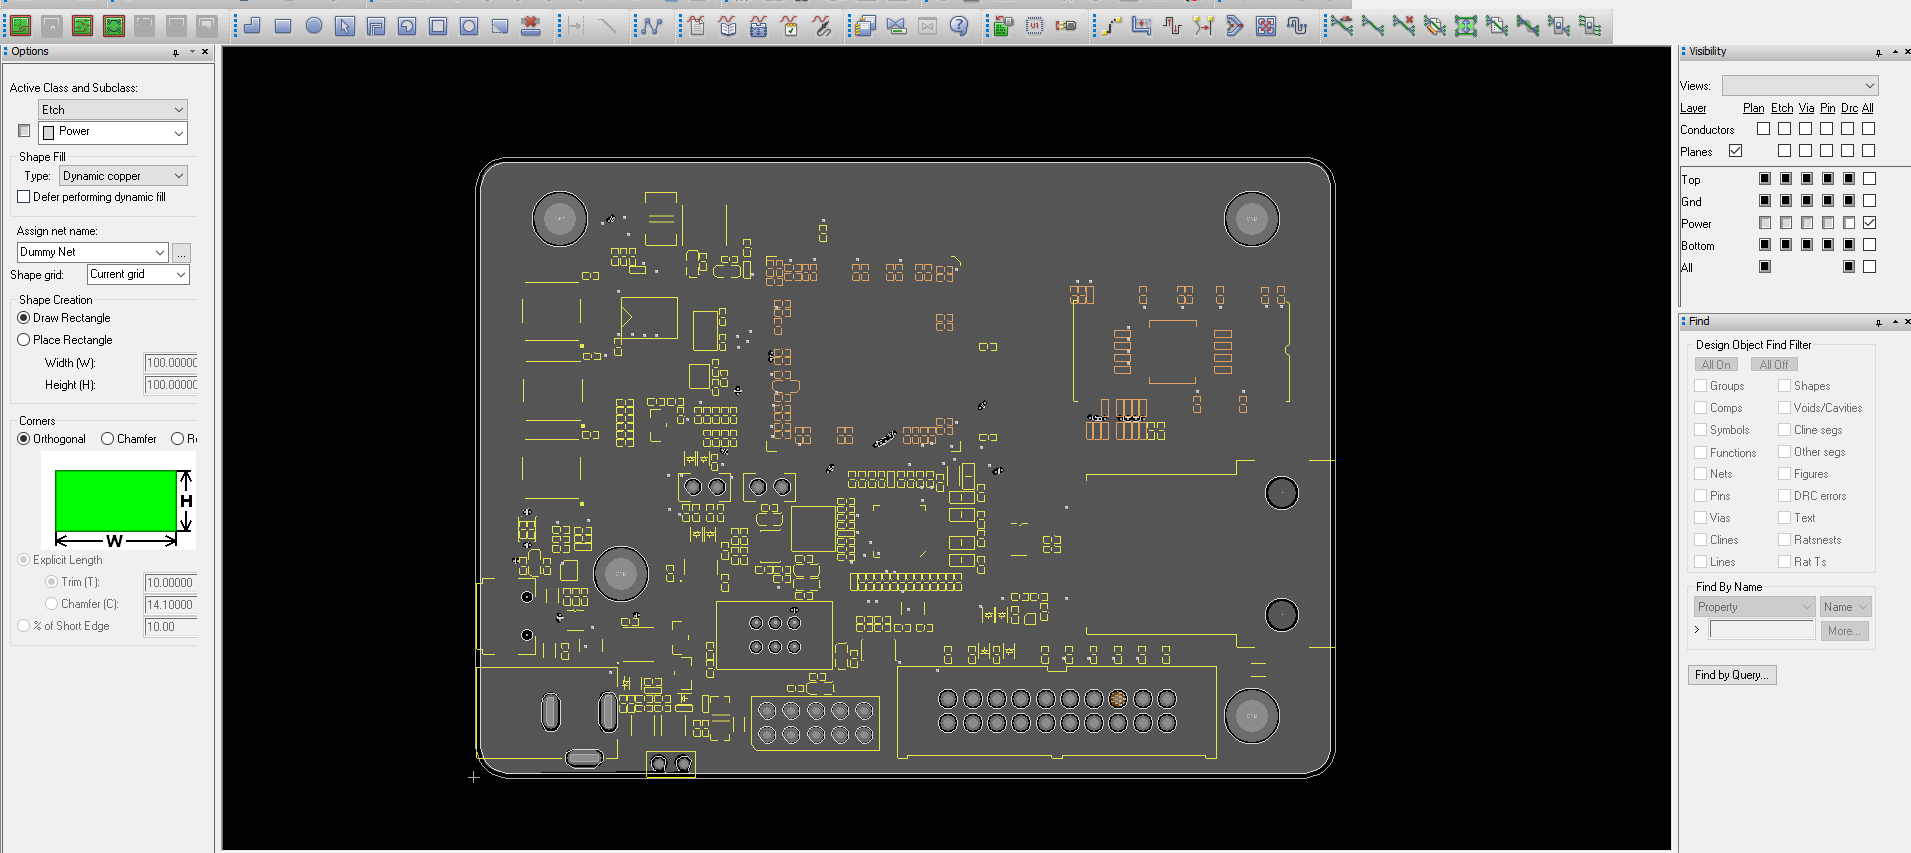 Options
Active Class and Subclass:
Etch
Power
Shape Fill
Type: Dynamic copper
Defer performing dynamic fill
Assign net name:
Dummy Net
...
Shape grid: Current grid
Shape Creation
Draw Rectangle
Place Rectangle
Width (W): 100.00000
Height (H): 100.00000
Corners
Orthogonal Chamfer
H
W
Explicit Length
Trim (T): 10.00000
Chamfer (C): 14.10000
% of Short Edge 10.00
U1
Visibility
Views:
Layer Plan Etch Via Pin Drc All
Conductors
Planes
Top
Gnd
Power
Bottom
All
Find
Design Object Find Filter
All On All Off
Groups Shapes
Comps Voids/Cavities
Symbols Cline segs
Functions Other segs
Nets Figures
Pins DRC errors
Vias Text
Clines Ratsnests
Lines Rat Ts
Find By Name
Property Name
> More...
Find by Query...